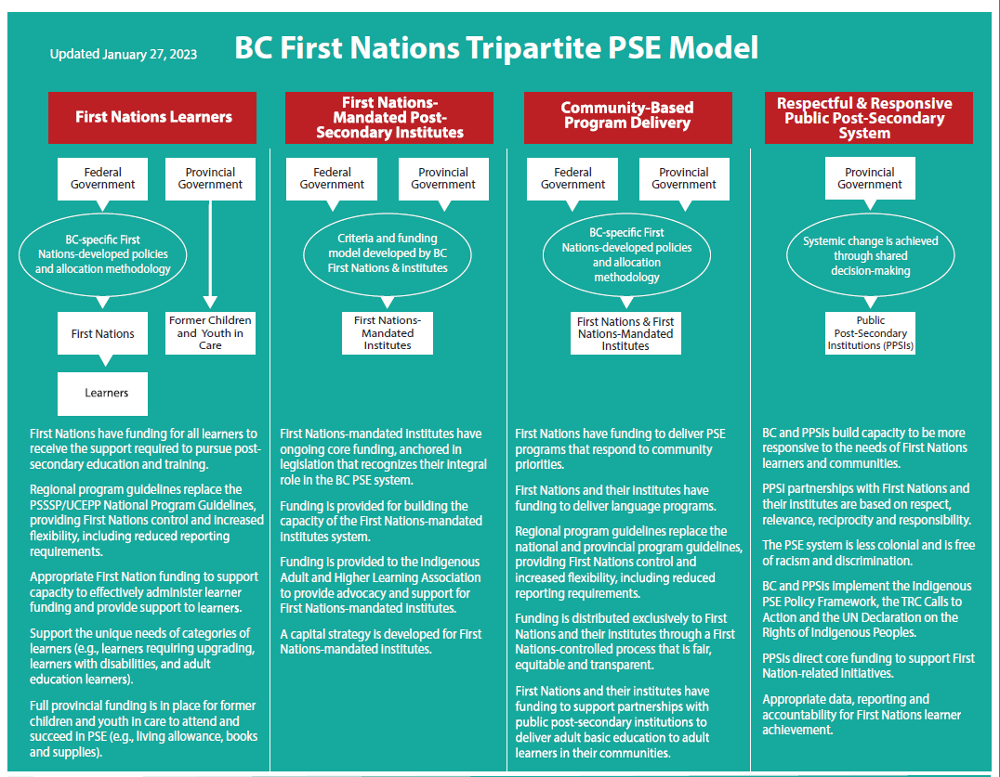 Updated January 27, 2023
BC First Nations Tripartite PSE Model
First Nations Learners
Federal
Government
Provincial
Government
BC-specific First
Nations-developed policies
and allocation methodology
First Nations
Former Children
and Youth in
Care
Learners
First Nations have funding for all learners to
receive the support required to pursue post-
secondary education and training.
Regional program guidelines replace the
PSSSP/UCEPP National Program Guidelines,
providing First Nations control and increased
flexibility, including reduced reporting
requirements.
Appropriate First Nation funding to support
capacity to effectively administer learner
funding and provide support to learners.
Support the unique needs of categories of
learners (e.g., learners requiring upgrading,
learners with disabilities, and adult
education learners).
Full provincial funding is in place for former
children and youth in care to attend and
succeed in PSE (e.g., living allowance, books
and supplies).
First Nations-
Mandated Post-
Secondary Institutes
Federal
Government
Provincial
Government
Criteria and funding
model developed by BC
First Nations & institutes
First Nations-
Mandated
Institutes
First Nations-mandated institutes have
ongoing core funding, anchored in
legislation that recognizes their integral
role in the BC PSE system.
Funding is provided for building the
capacity of the First Nations-mandated
institutes system.
Funding is provided to the Indigenous
Adult and Higher Learning Association
to provide advocacy and support for
First Nations-mandated institutes.
A capital strategy is developed for First
Nations-mandated institutes.
Community-Based
Program Delivery
Federal
Government
Provincial
Government
BC-specific First
Nations-developed policies
and allocation
methodology
First Nations & First
Nations-Mandated
Institutes
First Nations have funding to deliver PSE
programs that respond to community
priorities.
First Nations and their institutes have
funding to deliver language programs.
Regional program guidelines replace the
national and provincial program guidelines,
providing First Nations control and
increased flexibility, including reduced
reporting requirements.
Funding is distributed exclusively to First
Nations and their institutes through a First
Nations-controlled process that is fair,
equitable and transparent.
First Nations and their institutes have
funding to support partnerships with
public post-secondary institutions to
deliver adult basic education to adult
learners in their communities.
Respectful & Responsive
Public Post-Secondary
System
Provincial
Government
Systemic change is achieved
through shared
decision-making
Public
Post-Secondary
Institutions (PPSIs)
BC and PPSIs build capacity to be more
responsive to the needs of First Nations
learners and communities.
PPSI partnerships with First Nations and
their institutes are based on respect,
relevance, reciprocity and responsibility.
The PSE system is less colonial and is free
of racism and discrimination.
BC and PPSIs implement the Indigenous
PSE Policy Framework, the TRC Calls to
Action and the UN Declaration on the
Rights of Indigenous Peoples.
PPSIs direct core funding to support First
Nation-related initiatives.
Appropriate data, reporting and
accountability for First Nations learner
achievement.